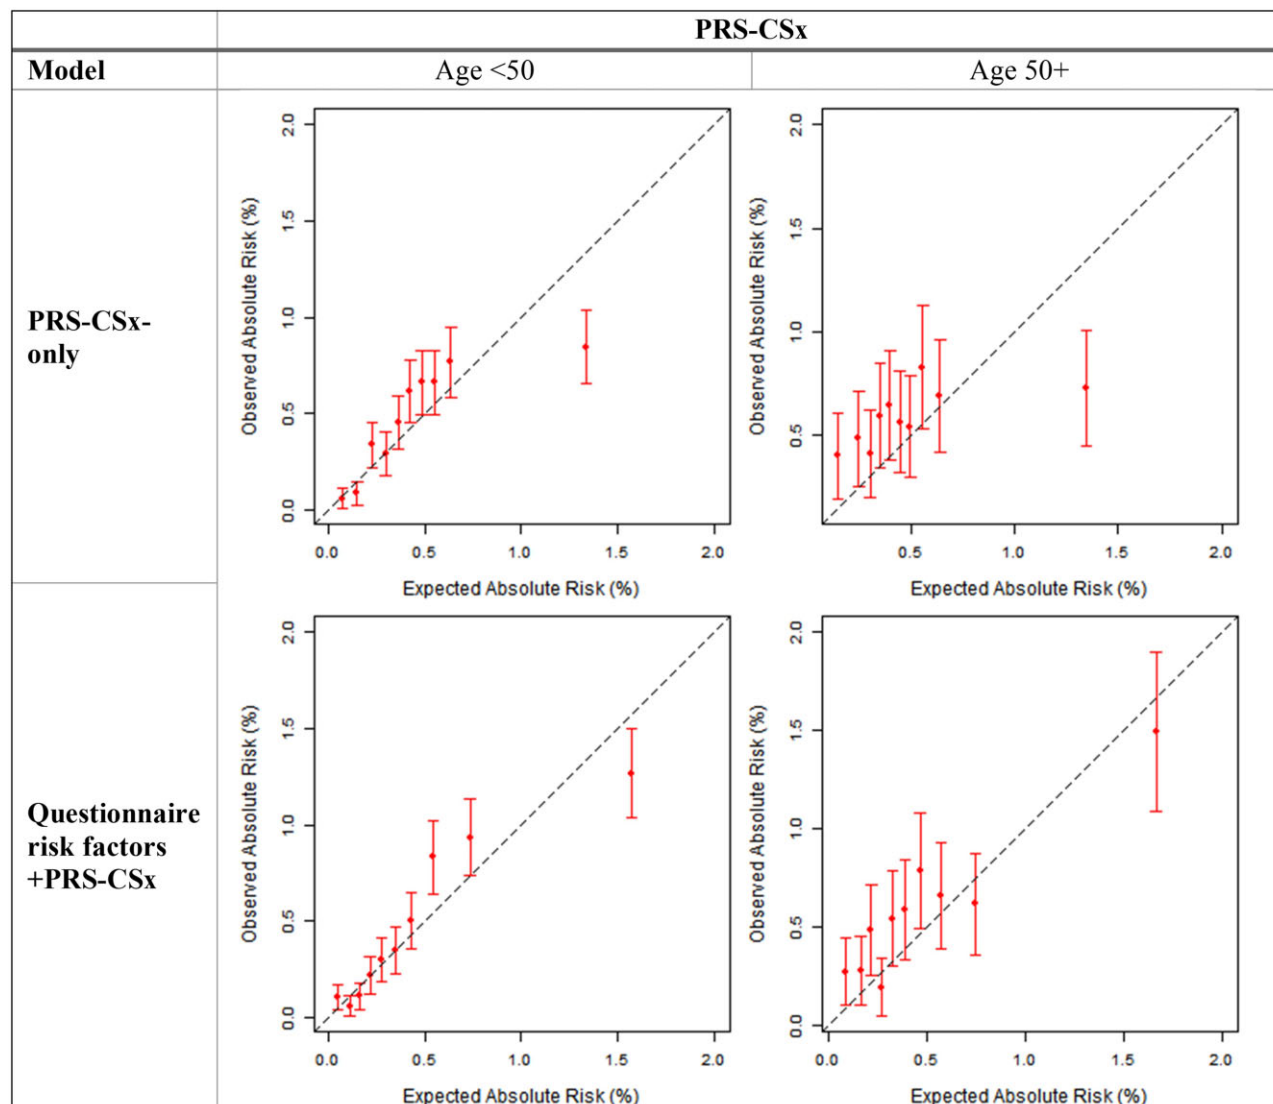 PRS-CSx
Model
Age <50
Age 50+
PRS-CSx-
only
Observed Absolute Risk (%)
2.0
1.5
1.0
0.5
0.0
0.0 0.5 1.0 1.5 2.0
Expected Absolute Risk (%)
Observed Absolute Risk (%)
2.0
1.5
1.0
0.5
0.5 1.0 1.5 2.0
Expected Absolute Risk (%)
Questionnaire
risk factors
+PRS-CSx
Observed Absolute Risk (%)
2.0
1.5
1.0
0.5
0.0
0.0 0.5 1.0 1.5 2.0
Expected Absolute Risk (%)
Observed Absolute Risk (%)
2.0
1.5
1.0
0.5
0.0
0.0 0.5 1.0 1.5 2.0
Expected Absolute Risk (%)